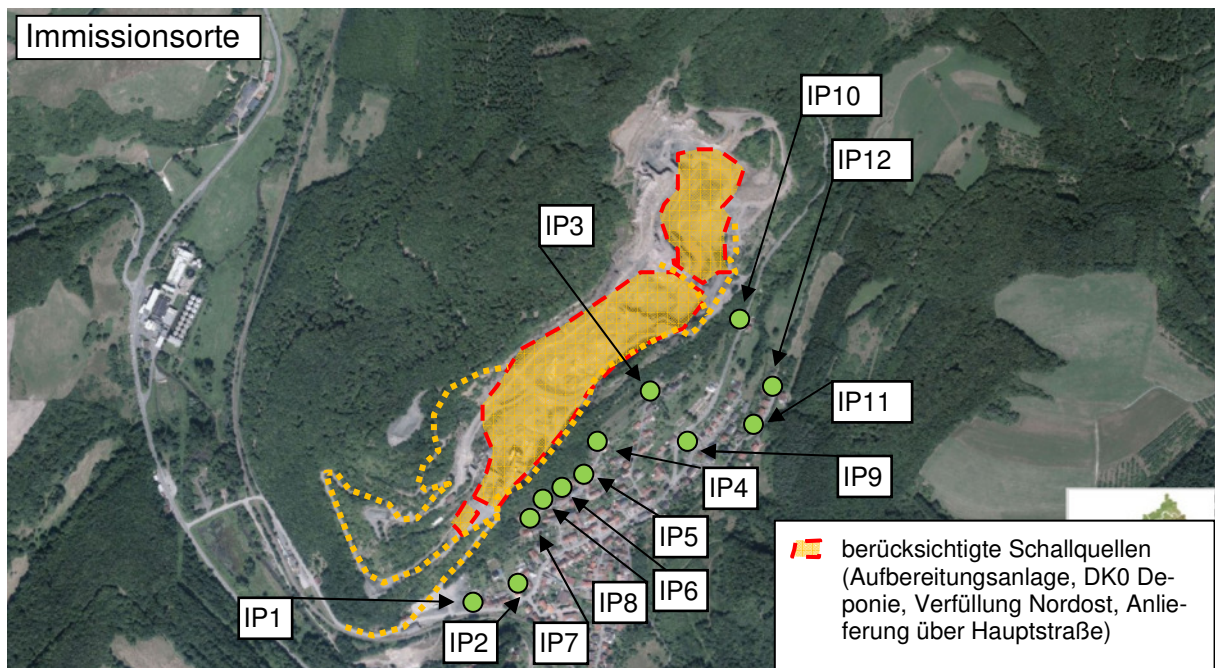 Immissionsorte
IP10
IP12
IP3
IP11
IP4
IP9
IP5
IP6
IP8
IP1
IP2
IP7
berücksichtigte Schallquellen
(Aufbereitungsanlage, DK0 De-
ponie, Verfüllung Nordost, Anlie-
ferung über Hauptstraße)